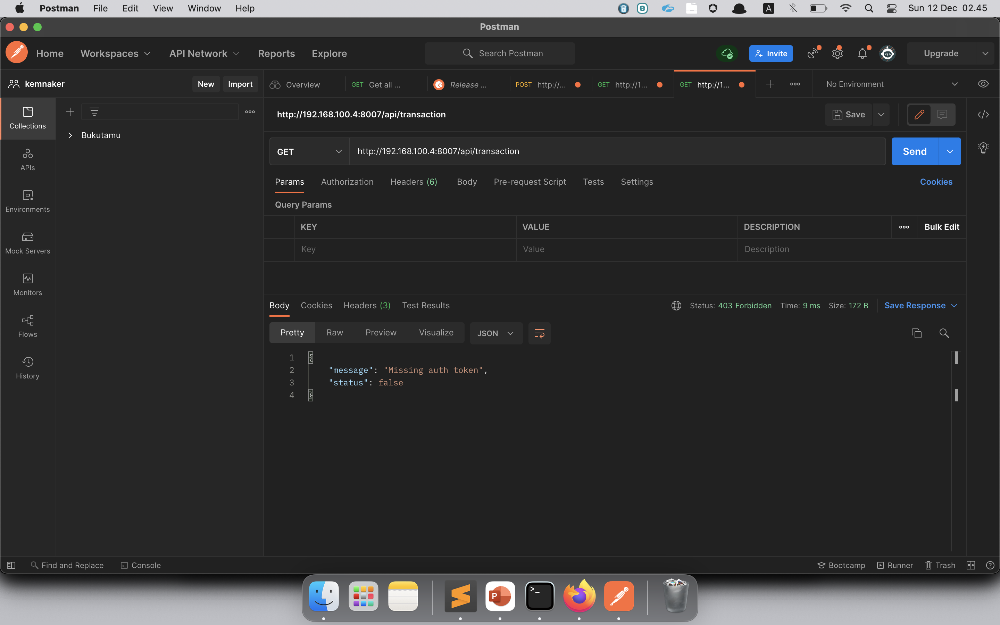 Postman File Edit View Window Help A Sun 12 Dec 02.45
Postman
Home Workspaces API Network Reports Explore Search Postman Invite Upgrade
kemnaker New Import Overview GET Get all ... Release ... POST http://... GET http://1... GET http://1... No Environment
Collections
Bukutamu
APIs
Environments
Mock Servers
Monitors
Flows
History
http://192.168.100.4:8007/api/transaction Save
GET http://192.168.100.4:8007/api/transaction Send
Params Authorization Headers (6) Body Pre-request Script Tests Settings Cookies
Query Params
KEY VALUE DESCRIPTION Bulk Edit
Key Value Description
Body Cookies Headers (3) Test Results Status: 403 Forbidden Time: 9 ms Size: 172 B Save Response
Pretty Raw Preview Visualize JSON
1 {
2 "message": "Missing auth token",
3 "status": false
4 }
Find and Replace Console Bootcamp Runner Trash
P